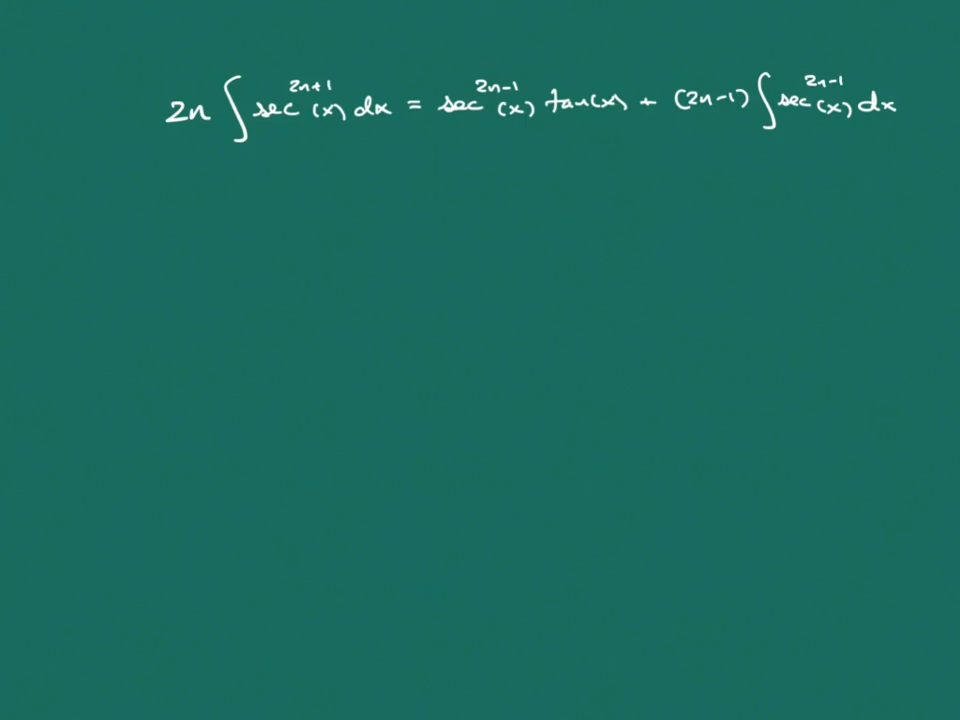 2n ∫ sec^{2n+1}(x) dx = sec^{2n-1}(x) tan(x) + (2n-1) ∫ sec^{2n-1}(x) dx